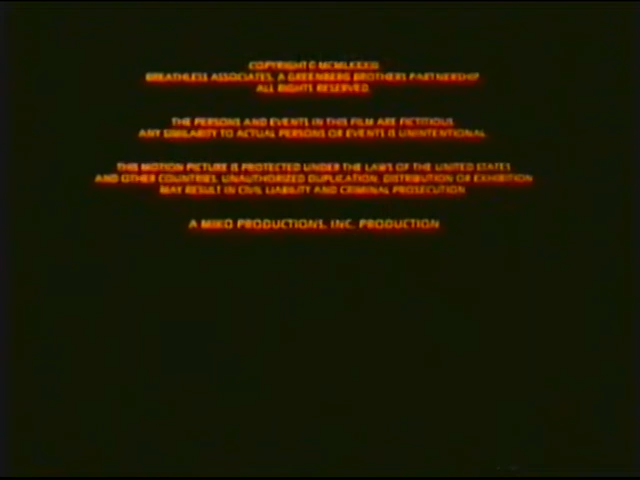 COPYRIGHT © MCMLXXXIII
BREATHLESS ASSOCIATES, A GREENBERG BROTHERS PARTNERSHIP
ALL RIGHTS RESERVED
THE PERSONS AND EVENTS IN THIS FILM ARE FICTITIOUS.
ANY SIMILARITY TO ACTUAL PERSONS OR EVENTS IS UNINTENTIONAL.
THIS MOTION PICTURE IS PROTECTED UNDER THE LAWS OF THE UNITED STATES
AND OTHER COUNTRIES. UNAUTHORIZED DUPLICATION, DISTRIBUTION OR EXHIBITION
MAY RESULT IN CIVIL LIABILITY AND CRIMINAL PROSECUTION.
A MIKO PRODUCTIONS, INC. PRODUCTION